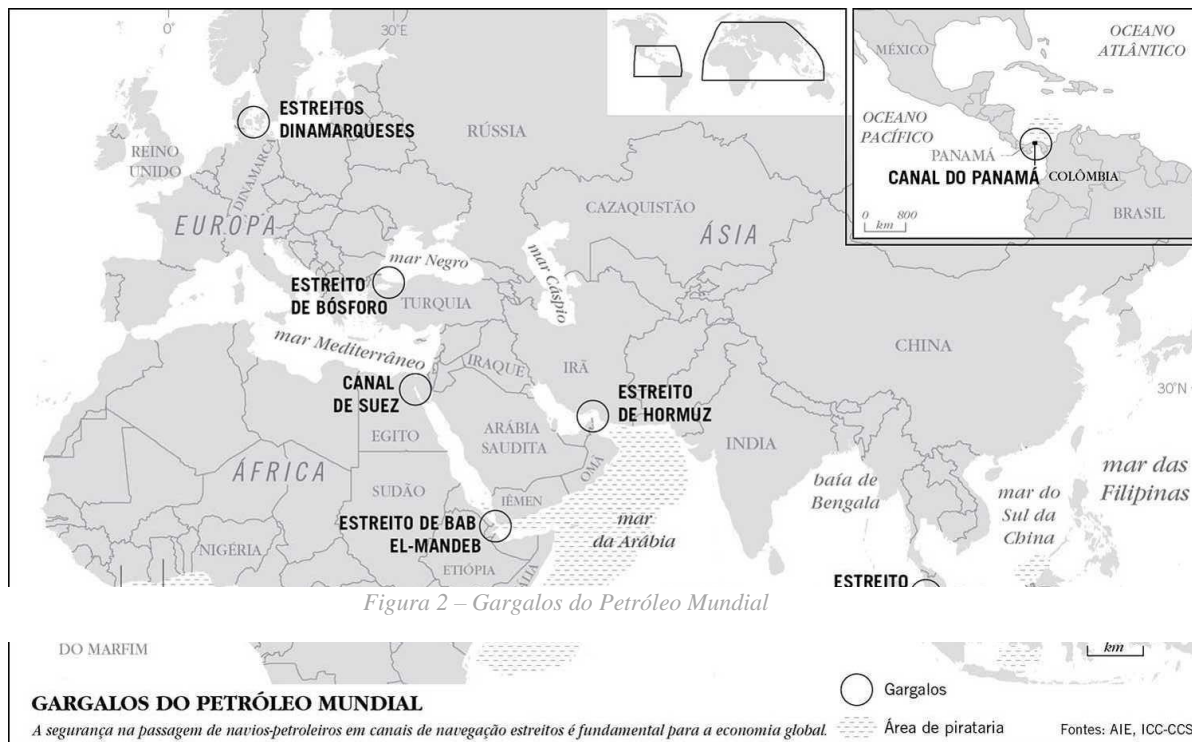 0°
30°E
ESTREITOS
DINAMARQUESES
REINO
UNIDO
DINAMARCA
RÚSSIA
EUROPA
CAZAQUISTÃO
ÁSIA
mar Negro
mar Cáspio
ESTREITO
DE BÓSFORO
TURQUIA
mar Mediterrâneo
IRAQUE
IRÃ
CHINA
CANAL
DE SUEZ
ESTREITO
DE HORMUZ
30°N
EGITO
ARÁBIA
SAUDITA
OMÃ
INDIA
ÁFRICA
SUDÃO
IÊMEN
baía de
Bengala
mar do
Sul da
China
mar das
Filipinas
ESTREITO DE BAB
EL-MANDEB
mar
da Arábia
NIGÉRIA
ETIÓPIA
ESTREITO
MÉXICO
OCEANO
ATLÂNTICO
OCEANO
PACÍFICO
PANAMÁ
CANAL DO PANAMÁ
COLÔMBIA
BRASIL
0 800
km
Figura 2 – Gargalos do Petróleo Mundial
DO MARFIM
km
GARGALOS DO PETRÓLEO MUNDIAL
A segurança na passagem de navios-petroleiros em canais de navegação estreitos é fundamental para a economia global.
Gargalos
Área de pirataria
Fontes: AIE, ICC-CCS